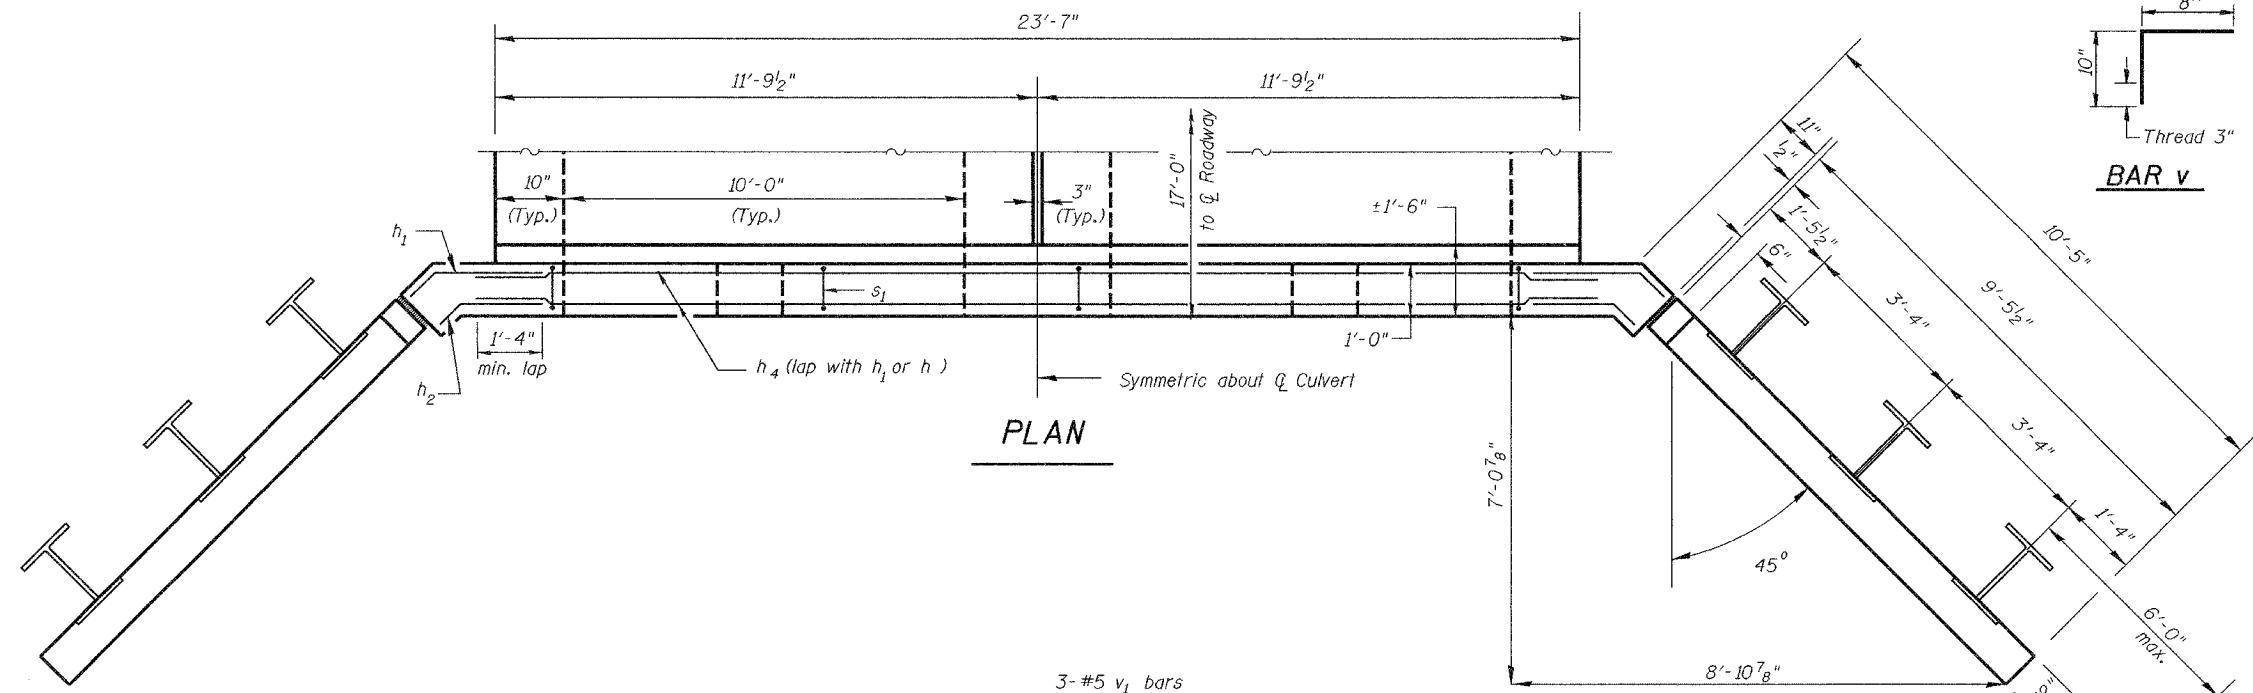 23'-7"
8"
11'-9½"
11'-9½"
10"
Thread 3"
BAR v
17'-0"
to ℄ Roadway
11"
½"
1'-5½"
6"
10'-5"
9'-5½"
3'-4"
3'-4"
1'-4"
6'-0"
max.
10"
(Typ.)
10'-0"
(Typ.)
3"
(Typ.)
±1'-6"
h₁
s₁
1'-4"
min. lap
h₂
h₄ (lap with h₁ or h )
1'-0"
Symmetric about ℄ Culvert
PLAN
7'-0⅞"
45°
8'-10⅞"
3-#5 v₁ bars